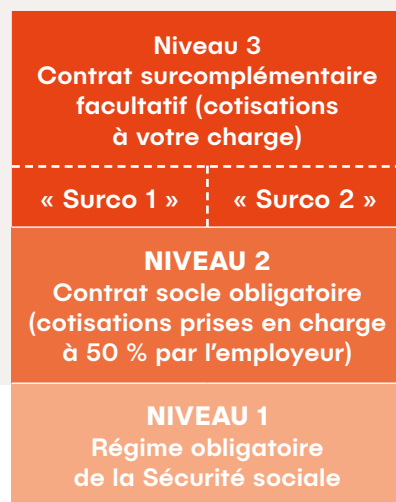 Niveau 3
Contrat surcomplémentaire
facultatif (cotisations
à votre charge)
« Surco 1 » « Surco 2 »
NIVEAU 2
Contrat socle obligatoire
(cotisations prises en charge
à 50 % par l’employeur)
NIVEAU 1
Régime obligatoire
de la Sécurité sociale